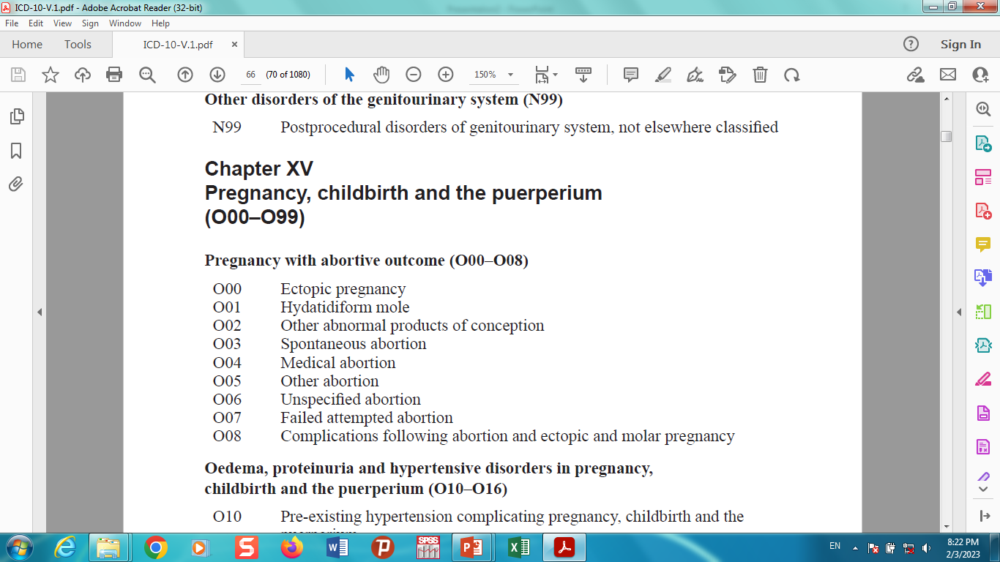 ICD-10-V.1.pdf - Adobe Acrobat Reader (32-bit)
File Edit View Sign Window Help
Home Tools ICD-10-V.1.pdf × Sign In
66 (70 of 1080) 150%
Other disorders of the genitourinary system (N99)
N99 Postprocedural disorders of genitourinary system, not elsewhere classified
Chapter XV
Pregnancy, childbirth and the puerperium
(O00–O99)
Pregnancy with abortive outcome (O00–O08)
O00 Ectopic pregnancy
O01 Hydatidiform mole
O02 Other abnormal products of conception
O03 Spontaneous abortion
O04 Medical abortion
O05 Other abortion
O06 Unspecified abortion
O07 Failed attempted abortion
O08 Complications following abortion and ectopic and molar pregnancy
Oedema, proteinuria and hypertensive disorders in pregnancy,
childbirth and the puerperium (O10–O16)
O10 Pre-existing hypertension complicating pregnancy, childbirth and the
EN 8:22 PM
2/3/2023